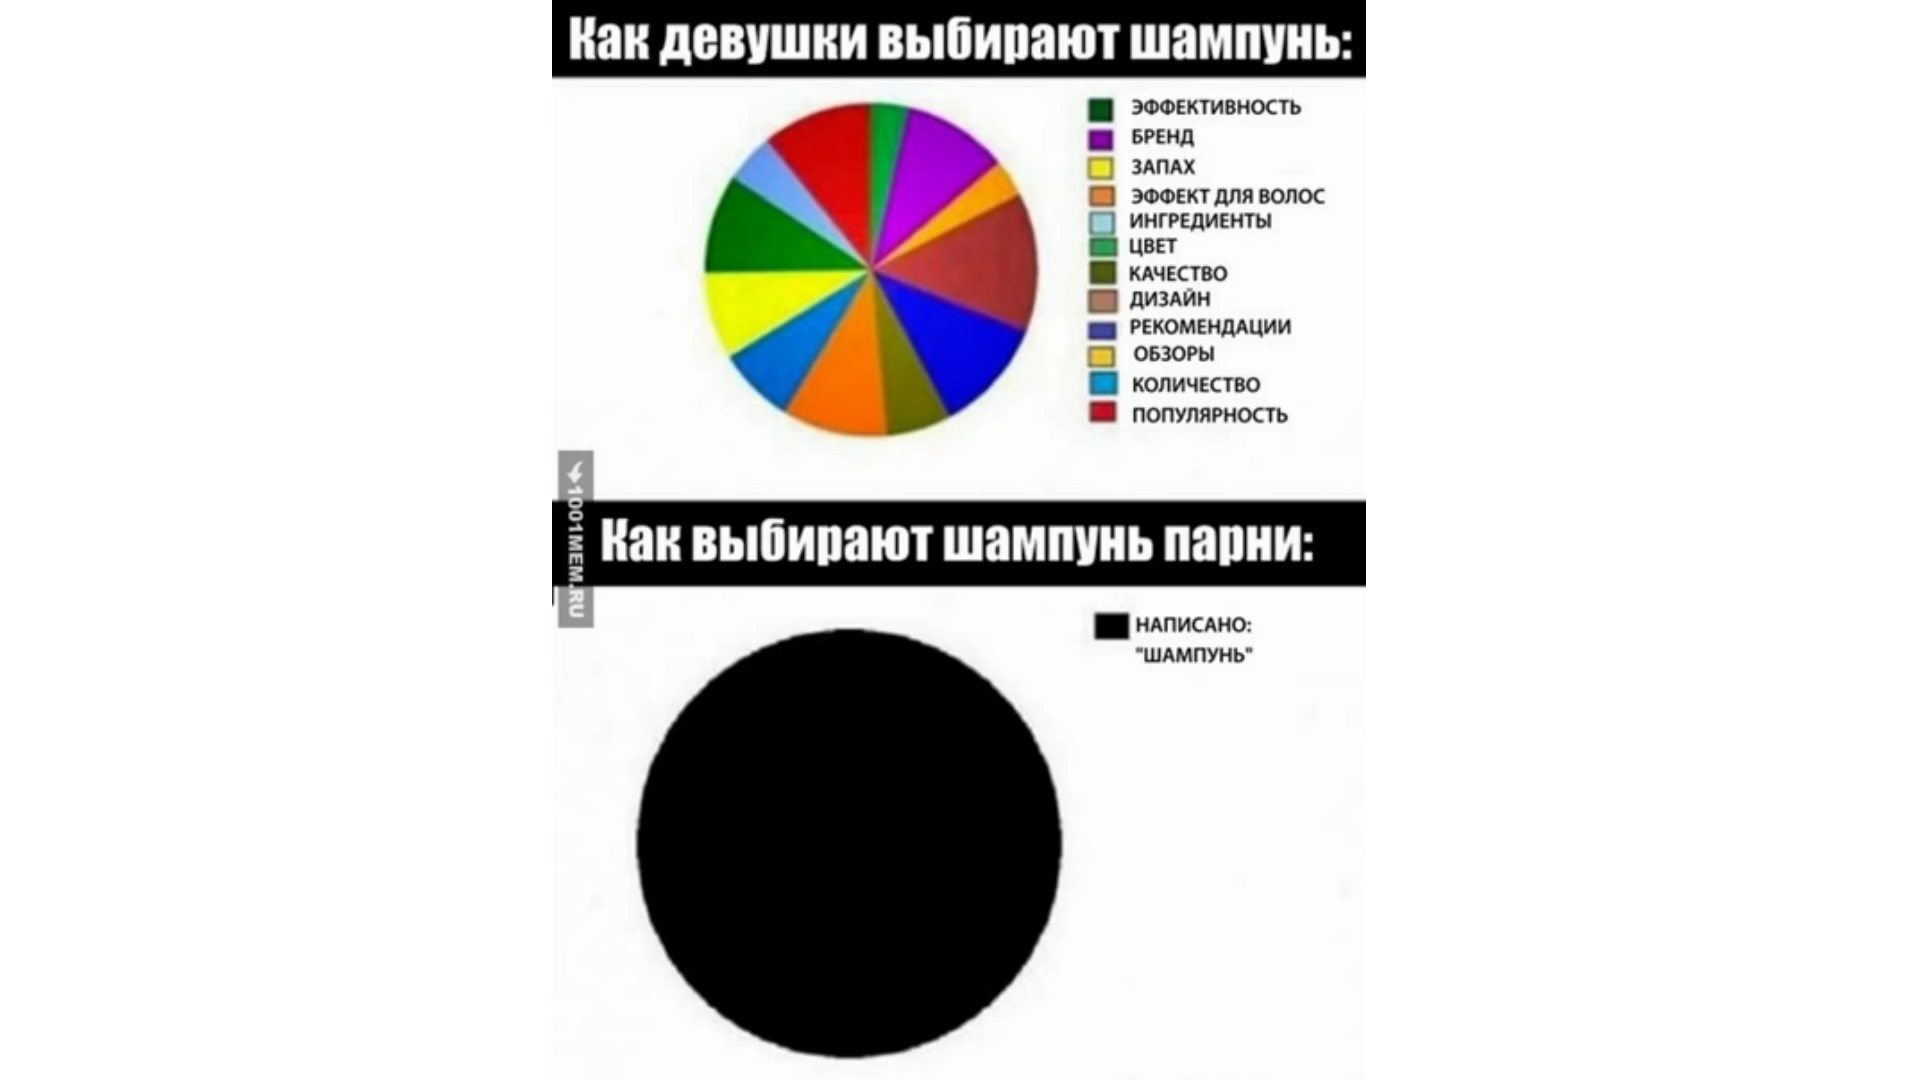 Как девушки выбирают шампунь:
ЭФФЕКТИВНОСТЬ
БРЕНД
ЗАПАХ
ЭФФЕКТ ДЛЯ ВОЛОС
ИНГРЕДИЕНТЫ
ЦВЕТ
КАЧЕСТВО
ДИЗАЙН
РЕКОМЕНДАЦИИ
ОБЗОРЫ
КОЛИЧЕСТВО
ПОПУЛЯРНОСТЬ
1001MEM.RU
Как выбирают шампунь парни:
НАПИСАНО:
"ШАМПУНЬ"